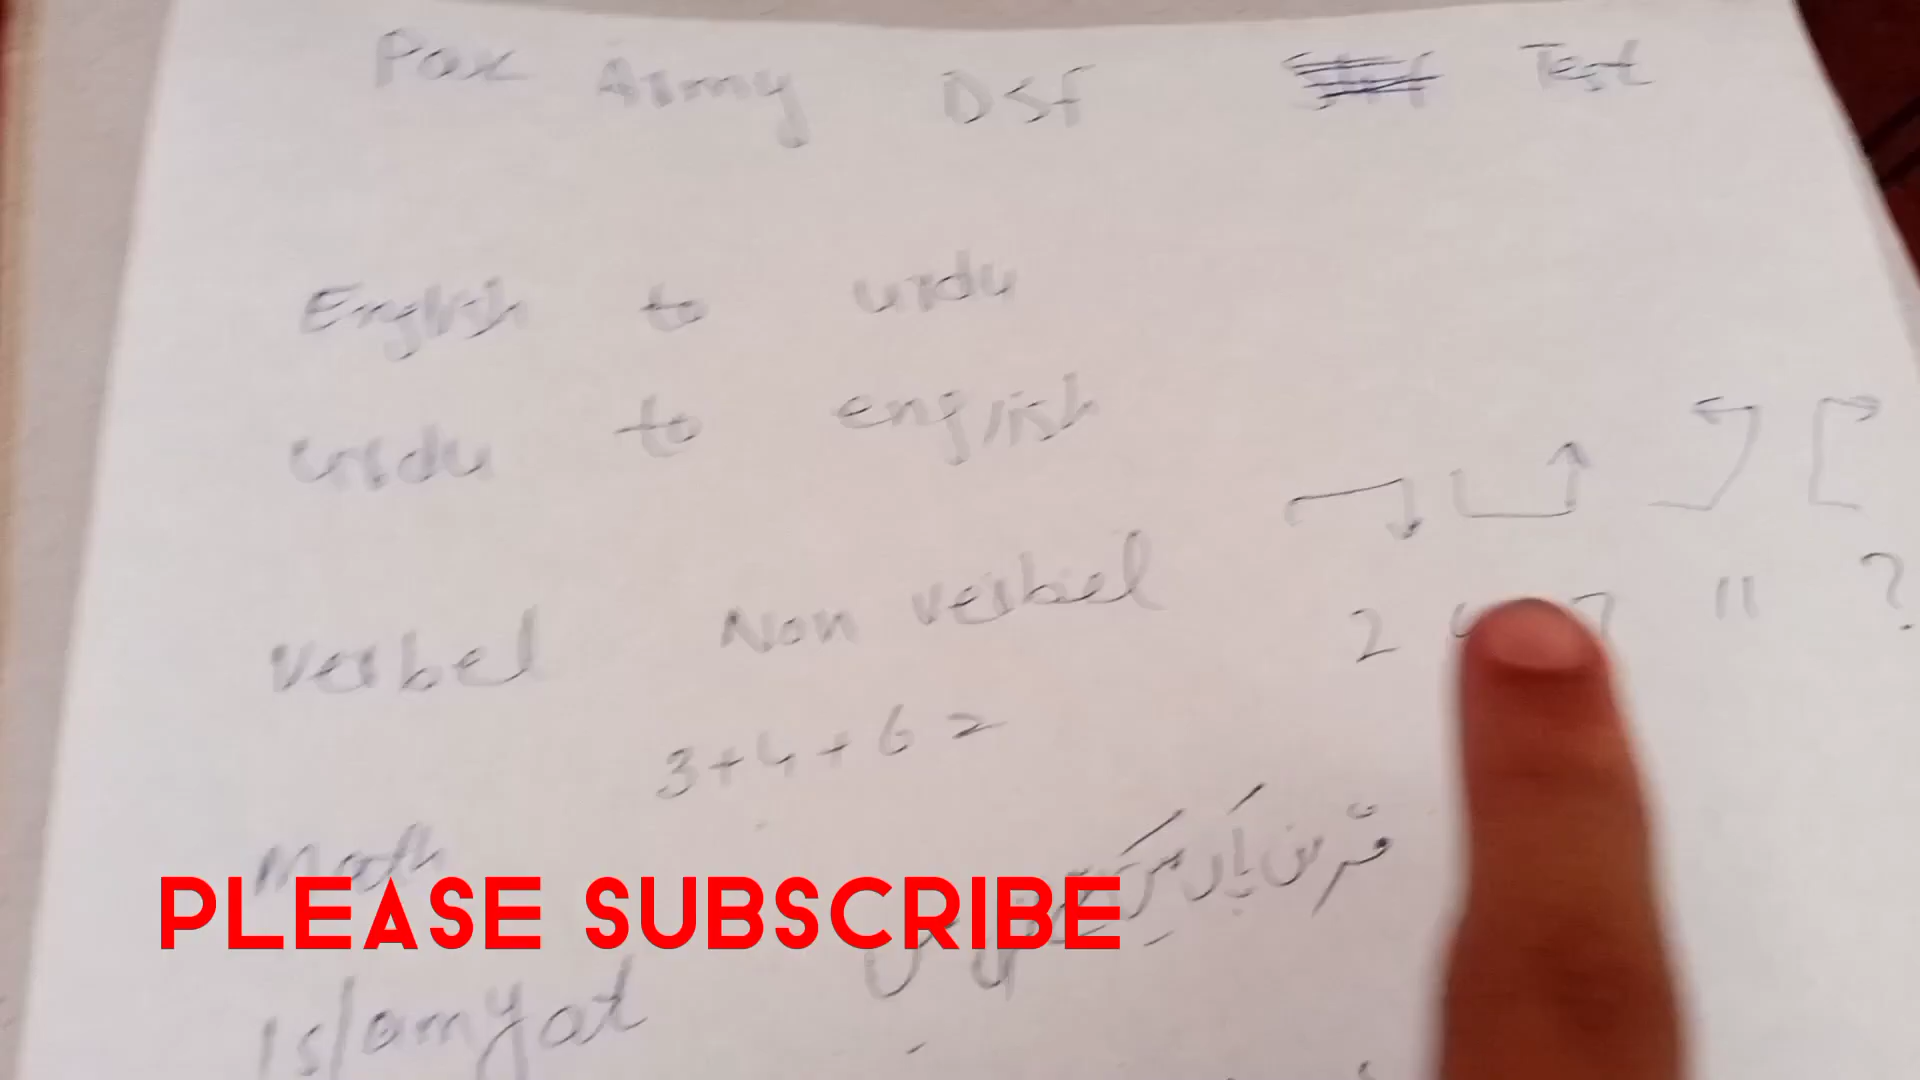 Pak Army DSF Test
English to urdu
urdu to english
verbel Non verbel
2 7 11 ?
3+4+6=
Math
PLEASE SUBSCRIBE
Islamyat